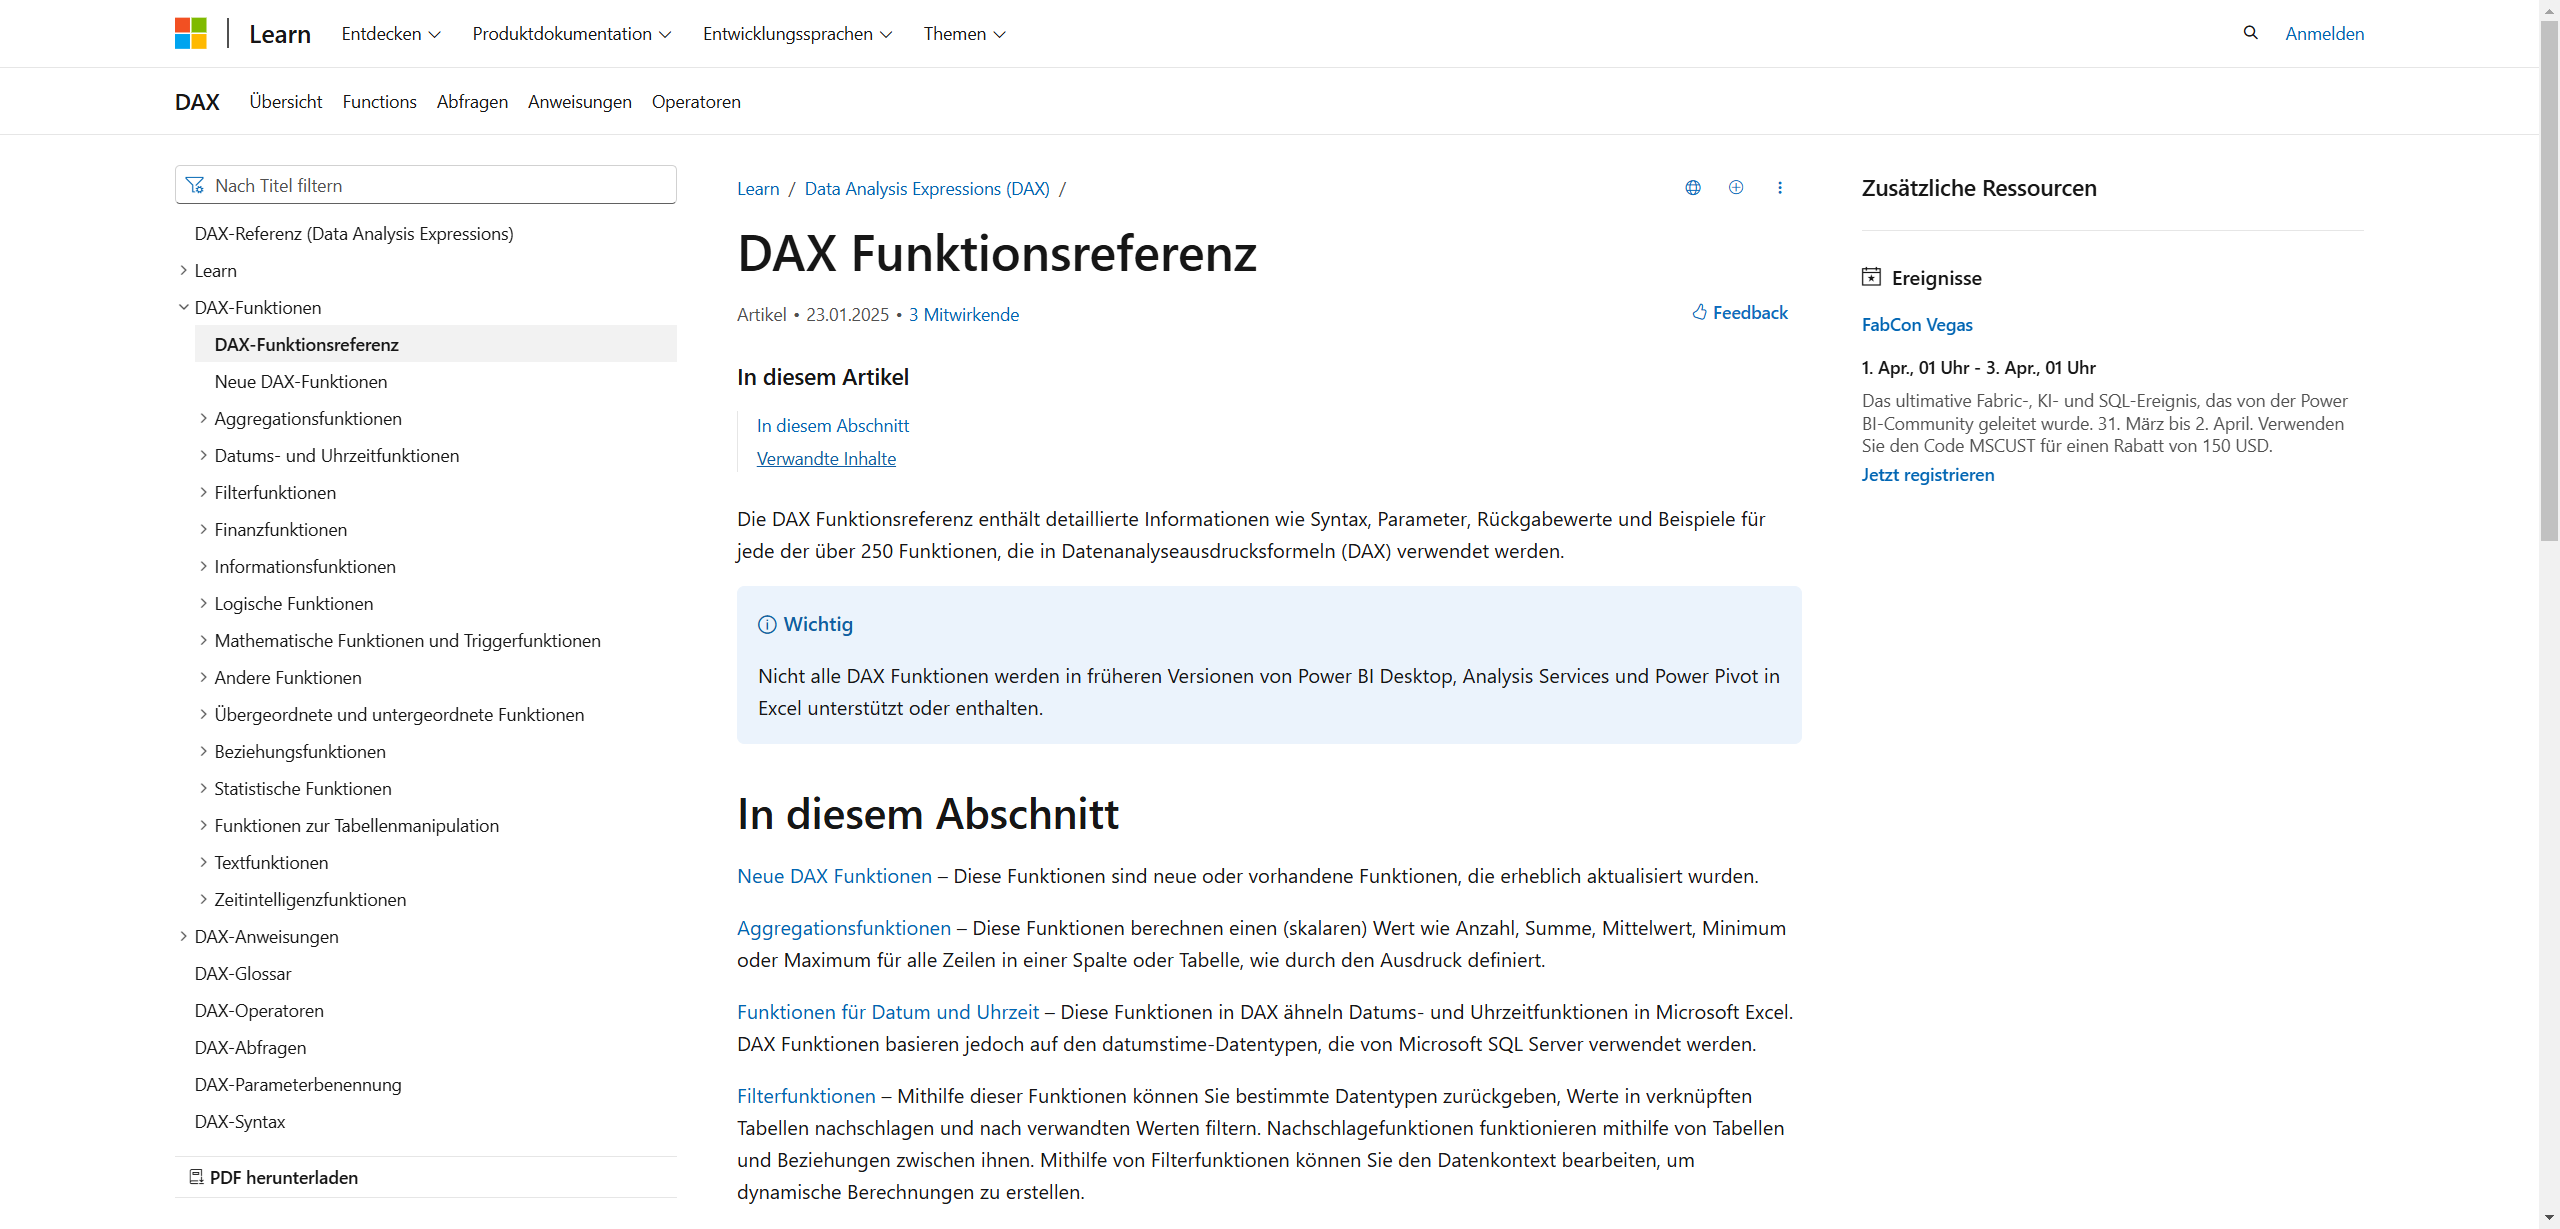 Learn
Entdecken
Produktdokumentation
Entwicklungssprachen
Themen
Anmelden
DAX
Übersicht
Functions
Abfragen
Anweisungen
Operatoren
Nach Titel filtern
DAX-Referenz (Data Analysis Expressions)
Learn
DAX-Funktionen
DAX-Funktionsreferenz
Neue DAX-Funktionen
Aggregationsfunktionen
Datums- und Uhrzeitfunktionen
Filterfunktionen
Finanzfunktionen
Informationsfunktionen
Logische Funktionen
Mathematische Funktionen und Triggerfunktionen
Andere Funktionen
Übergeordnete und untergeordnete Funktionen
Beziehungsfunktionen
Statistische Funktionen
Funktionen zur Tabellenmanipulation
Textfunktionen
Zeitintelligenzfunktionen
DAX-Anweisungen
DAX-Glossar
DAX-Operatoren
DAX-Abfragen
DAX-Parameterbenennung
DAX-Syntax
PDF herunterladen
Learn / Data Analysis Expressions (DAX) /
DAX Funktionsreferenz
Artikel • 23.01.2025 • 3 Mitwirkende
Feedback
In diesem Artikel
In diesem Abschnitt
Verwandte Inhalte
Die DAX Funktionsreferenz enthält detaillierte Informationen wie Syntax, Parameter, Rückgabewerte und Beispiele für
jede der über 250 Funktionen, die in Datenanalyseausdrucksformeln (DAX) verwendet werden.
Wichtig
Nicht alle DAX Funktionen werden in früheren Versionen von Power BI Desktop, Analysis Services und Power Pivot in
Excel unterstützt oder enthalten.
In diesem Abschnitt
Neue DAX Funktionen – Diese Funktionen sind neue oder vorhandene Funktionen, die erheblich aktualisiert wurden.
Aggregationsfunktionen – Diese Funktionen berechnen einen (skalaren) Wert wie Anzahl, Summe, Mittelwert, Minimum
oder Maximum für alle Zeilen in einer Spalte oder Tabelle, wie durch den Ausdruck definiert.
Funktionen für Datum und Uhrzeit – Diese Funktionen in DAX ähneln Datums- und Uhrzeitfunktionen in Microsoft Excel.
DAX Funktionen basieren jedoch auf den datumstime-Datentypen, die von Microsoft SQL Server verwendet werden.
Filterfunktionen – Mithilfe dieser Funktionen können Sie bestimmte Datentypen zurückgeben, Werte in verknüpften
Tabellen nachschlagen und nach verwandten Werten filtern. Nachschlagefunktionen funktionieren mithilfe von Tabellen
und Beziehungen zwischen ihnen. Mithilfe von Filterfunktionen können Sie den Datenkontext bearbeiten, um
dynamische Berechnungen zu erstellen.
Zusätzliche Ressourcen
Ereignisse
FabCon Vegas
1. Apr., 01 Uhr - 3. Apr., 01 Uhr
Das ultimative Fabric-, KI- und SQL-Ereignis, das von der Power
BI-Community geleitet wurde. 31. März bis 2. April. Verwenden
Sie den Code MSCUST für einen Rabatt von 150 USD.
Jetzt registrieren